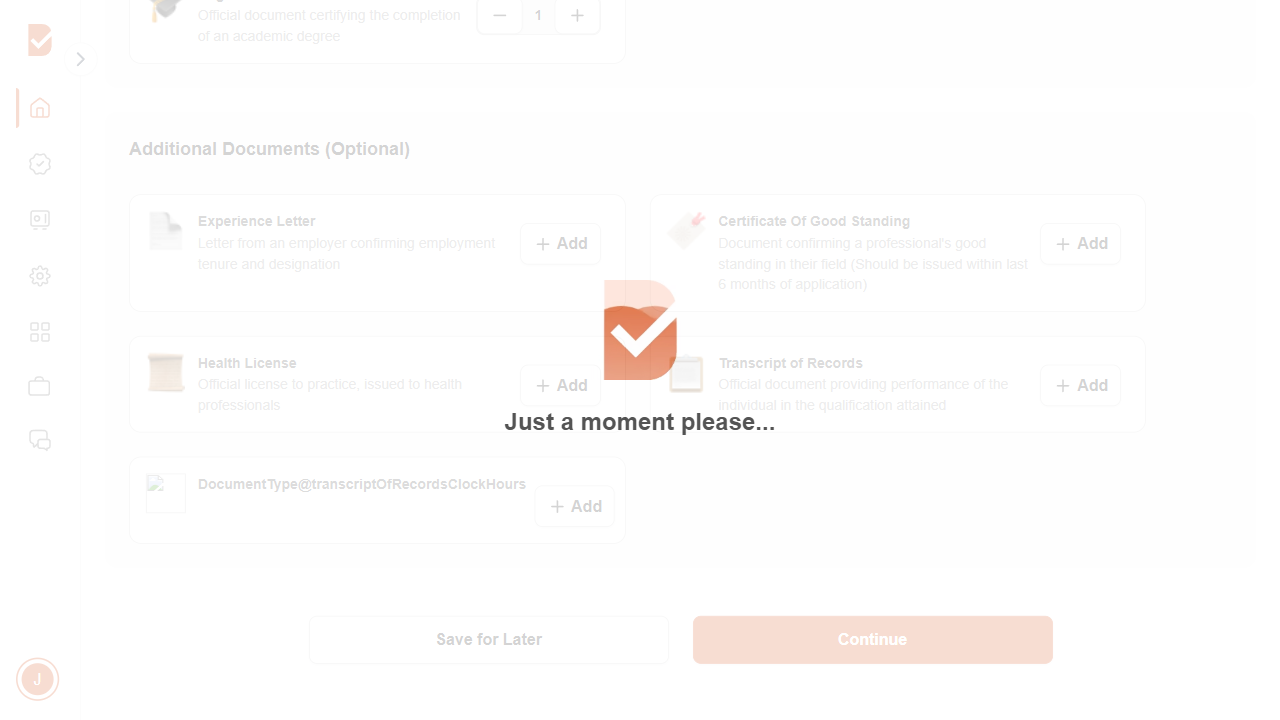 Official document certifying the completion
of an academic degree
1
Additional Documents (Optional)
Experience Letter
Letter from an employer confirming employment
tenure and designation
Add
Certificate Of Good Standing
Document confirming a professional's good
standing in their field (Should be issued within last
6 months of application)
Add
Health License
Official license to practice, issued to health
professionals
Add
Transcript of Records
Official document providing performance of the
individual in the qualification attained
Add
Just a moment please...
DocumentType@transcriptOfRecordsClockHours
Add
Save for Later
Continue
J